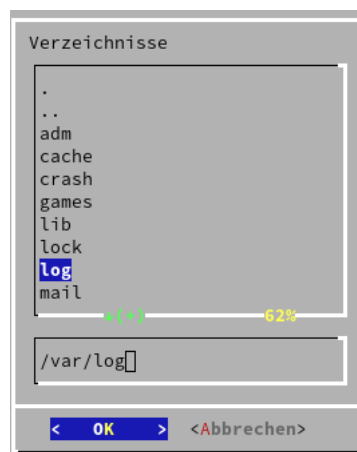 Verzeichnisse
.
..
adm
cache
crash
games
lib
lock
log
mail
↓(+) 62%
/var/log
< OK > <Abbrechen>